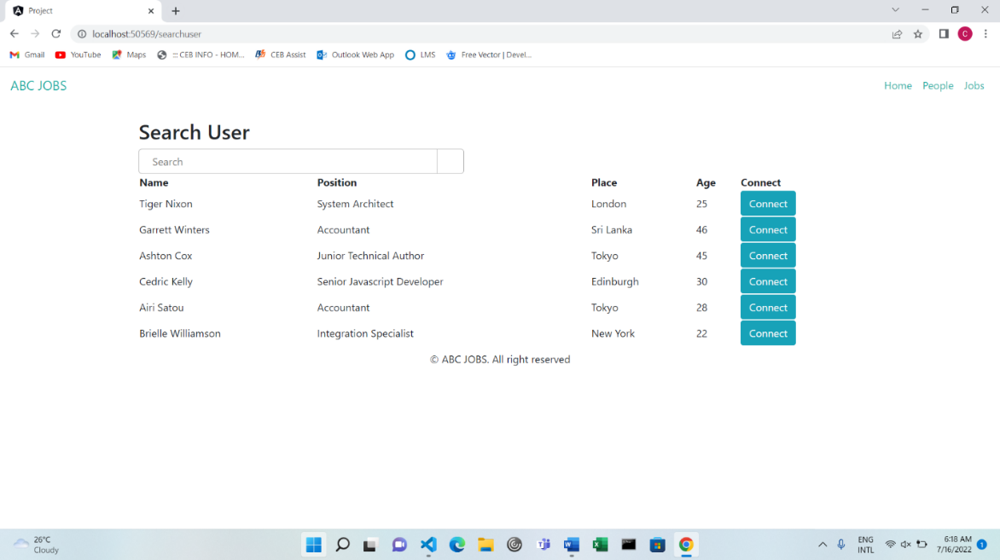 Project
localhost:50569/searchuser
Gmail YouTube Maps ::: CEB INFO - HOM... CEB Assist Outlook Web App LMS Free Vector | Devel...
ABC JOBS Home People Jobs
Search User
Search
Name Position Place Age Connect
Tiger Nixon System Architect London 25 Connect
Garrett Winters Accountant Sri Lanka 46 Connect
Ashton Cox Junior Technical Author Tokyo 45 Connect
Cedric Kelly Senior Javascript Developer Edinburgh 30 Connect
Airi Satou Accountant Tokyo 28 Connect
Brielle Williamson Integration Specialist New York 22 Connect
© ABC JOBS. All right reserved
26°C ENG 6:18 AM
Cloudy INTL 7/16/2022 1